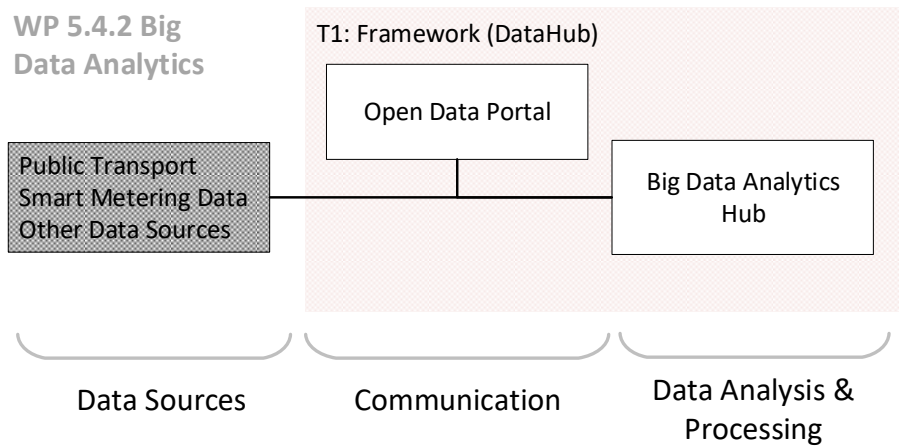 WP 5.4.2 Big
Data Analytics
T1: Framework (DataHub)
Open Data Portal
Public Transport
Smart Metering Data
Other Data Sources
Big Data Analytics
Hub
Data Sources
Communication
Data Analysis &
Processing